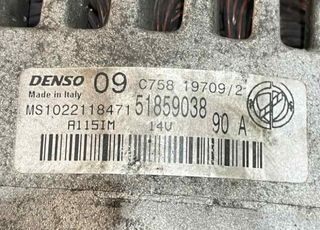 DENSO 09 C758 19709/2
Made in Italy
MS1022118471 51859038
A115IM 14V 90 A